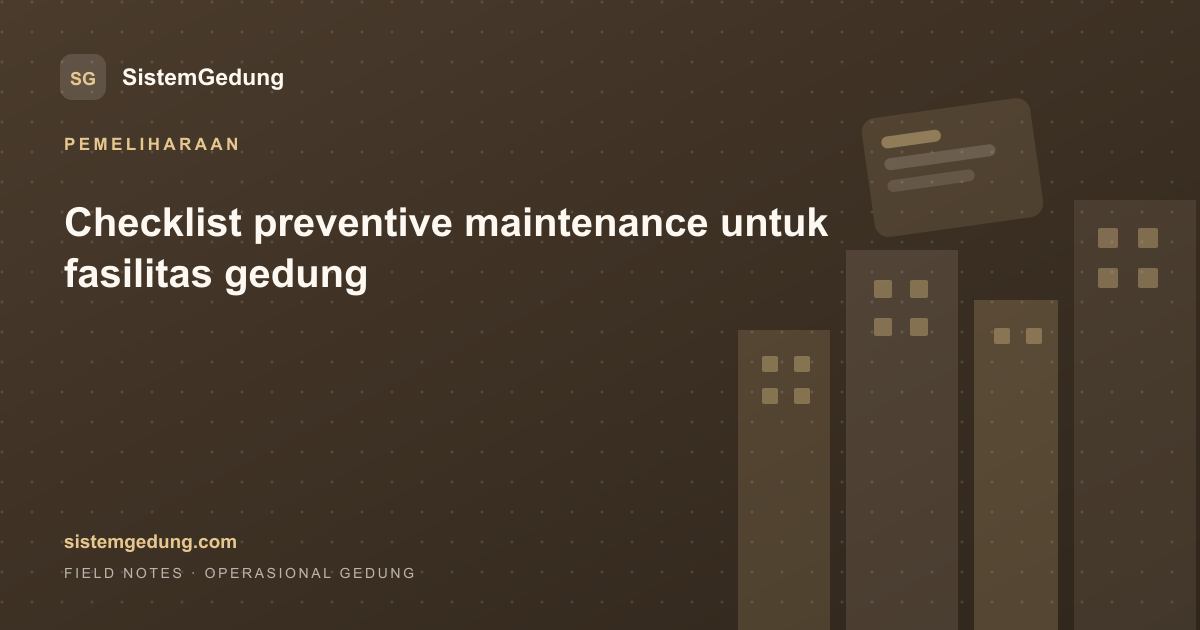 SG
SistemGedung
PEMELIHARAAN
Checklist preventive maintenance untuk
fasilitas gedung
sistemgedung.com
FIELD NOTES · OPERASIONAL GEDUNG